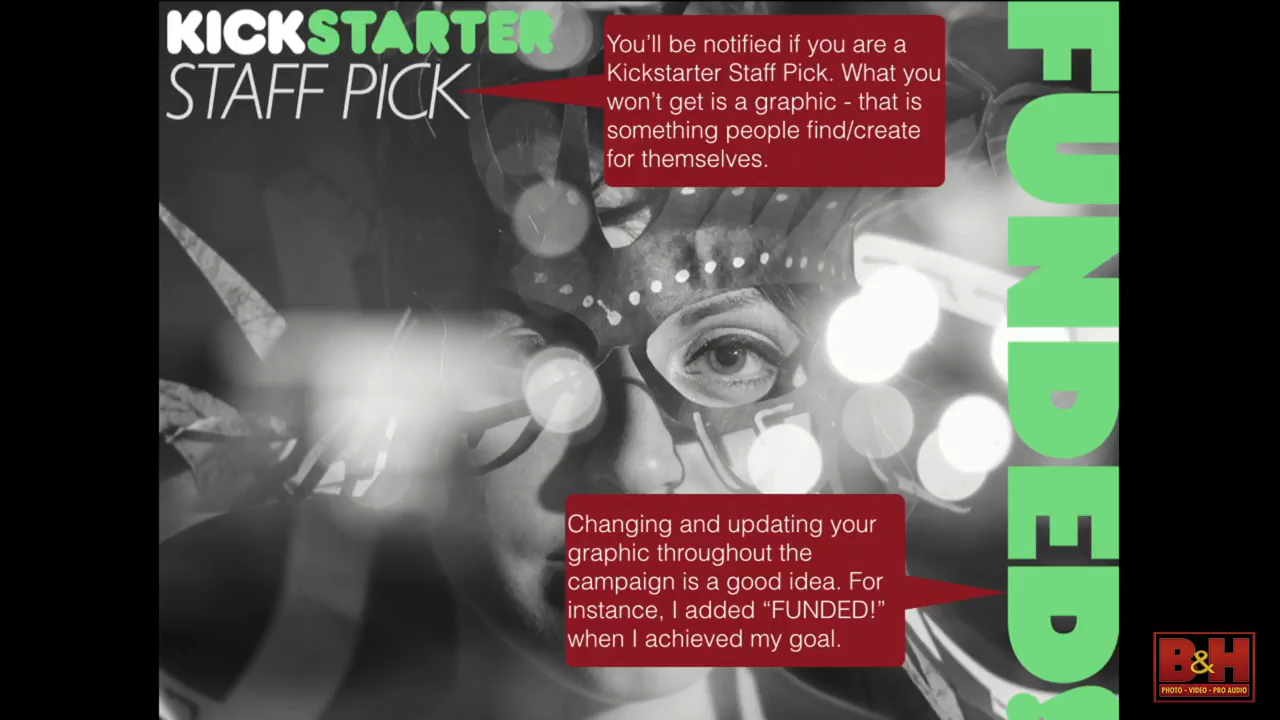 KICKSTARTER
STAFF PICK
You’ll be notified if you are a
Kickstarter Staff Pick. What you
won’t get is a graphic - that is
something people find/create
for themselves.
FUNDED
Changing and updating your
graphic throughout the
campaign is a good idea. For
instance, I added “FUNDED!”
when I achieved my goal.
B&H
PHOTO - VIDEO - PRO AUDIO